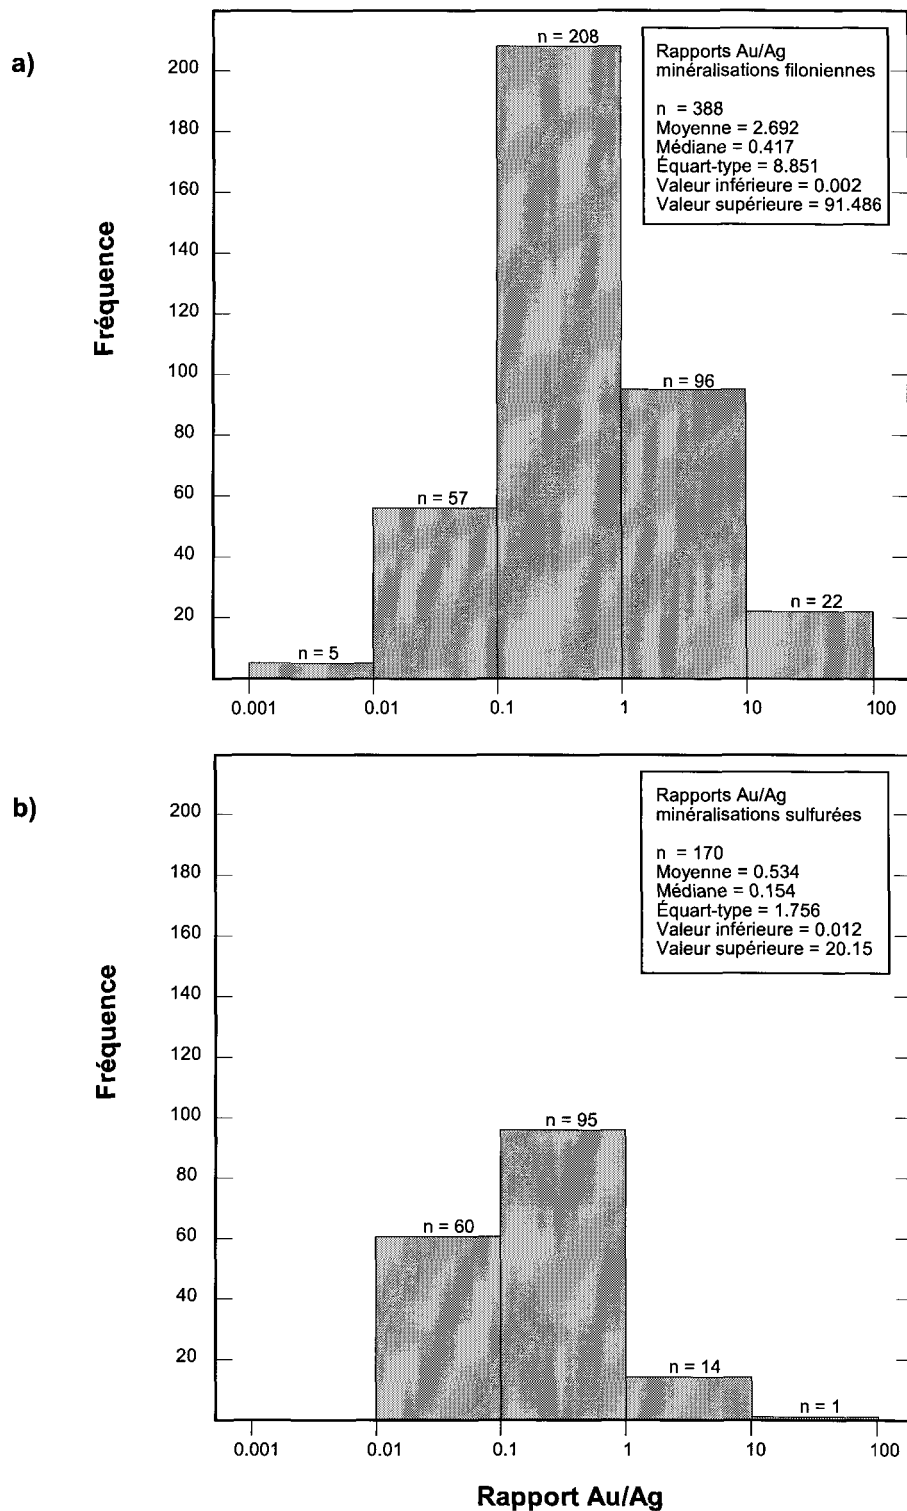 a)
Fréquence
200
180
160
140
120
100
80
60
40
20
n = 5
n = 57
n = 208
n = 96
n = 22
Rapports Au/Ag
minéralisations filoniennes
n = 388
Moyenne = 2.692
Médiane = 0.417
Équart-type = 8.851
Valeur inférieure = 0.002
Valeur supérieure = 91.486
0.001 0.01 0.1 1 10 100
b)
Fréquence
200
180
160
140
120
100
80
60
40
20
n = 60
n = 95
n = 14
n = 1
Rapports Au/Ag
minéralisations sulfurées
n = 170
Moyenne = 0.534
Médiane = 0.154
Équart-type = 1.756
Valeur inférieure = 0.012
Valeur supérieure = 20.15
0.001 0.01 0.1 1 10 100
Rapport Au/Ag